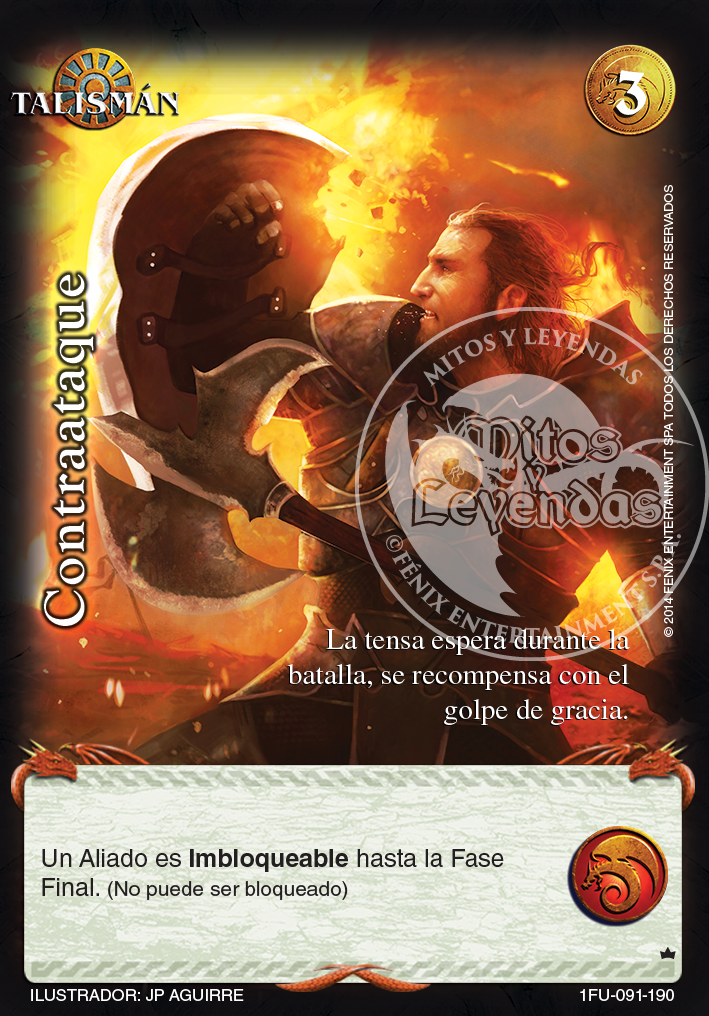 TALISMÁN
3
Contraataque
MITOS Y LEYENDAS
Mitos
y
Leyendas
© FÉNIX ENTERTAINMENT S.P.A.
© 2014 FENIX ENTERTAINMENT SPA TODOS LOS DERECHOS RESERVADOS
La tensa espera durante la
batalla, se recompensa con el
golpe de gracia.
Un Aliado es Imbloqueable hasta la Fase
Final. (No puede ser bloqueado)
ILUSTRADOR: JP AGUIRRE
1FU-091-190